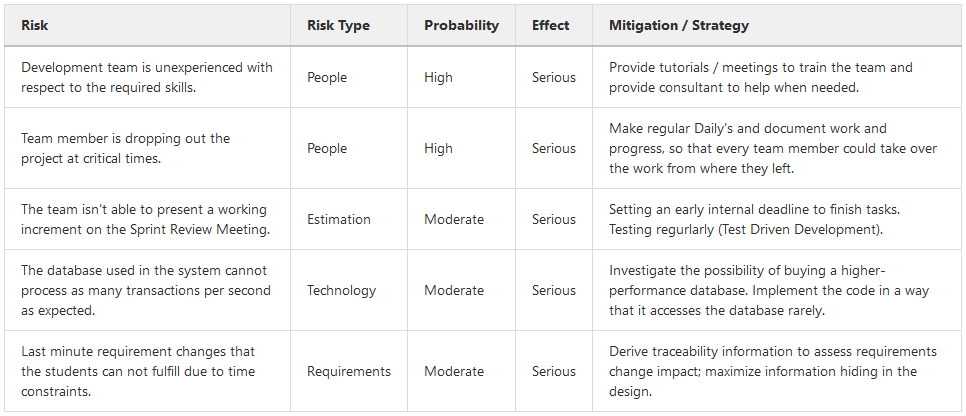 Risk Risk Type Probability Effect Mitigation / Strategy
Development team is unexperienced with
respect to the required skills.
People High Serious
Provide tutorials / meetings to train the team and
provide consultant to help when needed.
Team member is dropping out the
project at critical times.
People High Serious
Make regular Daily's and document work and
progress, so that every team member could take over
the work from where they left.
The team isn't able to present a working
increment on the Sprint Review Meeting.
Estimation Moderate Serious
Setting an early internal deadline to finish tasks.
Testing regurlarly (Test Driven Development).
The database used in the system cannot
process as many transactions per second
as expected.
Technology Moderate Serious
Investigate the possibility of buying a higher-
performance database. Implement the code in a way
that it accesses the database rarely.
Last minute requirement changes that
the students can not fulfill due to time
constraints.
Requirements Moderate Serious
Derive traceability information to assess requirements
change impact; maximize information hiding in the
design.